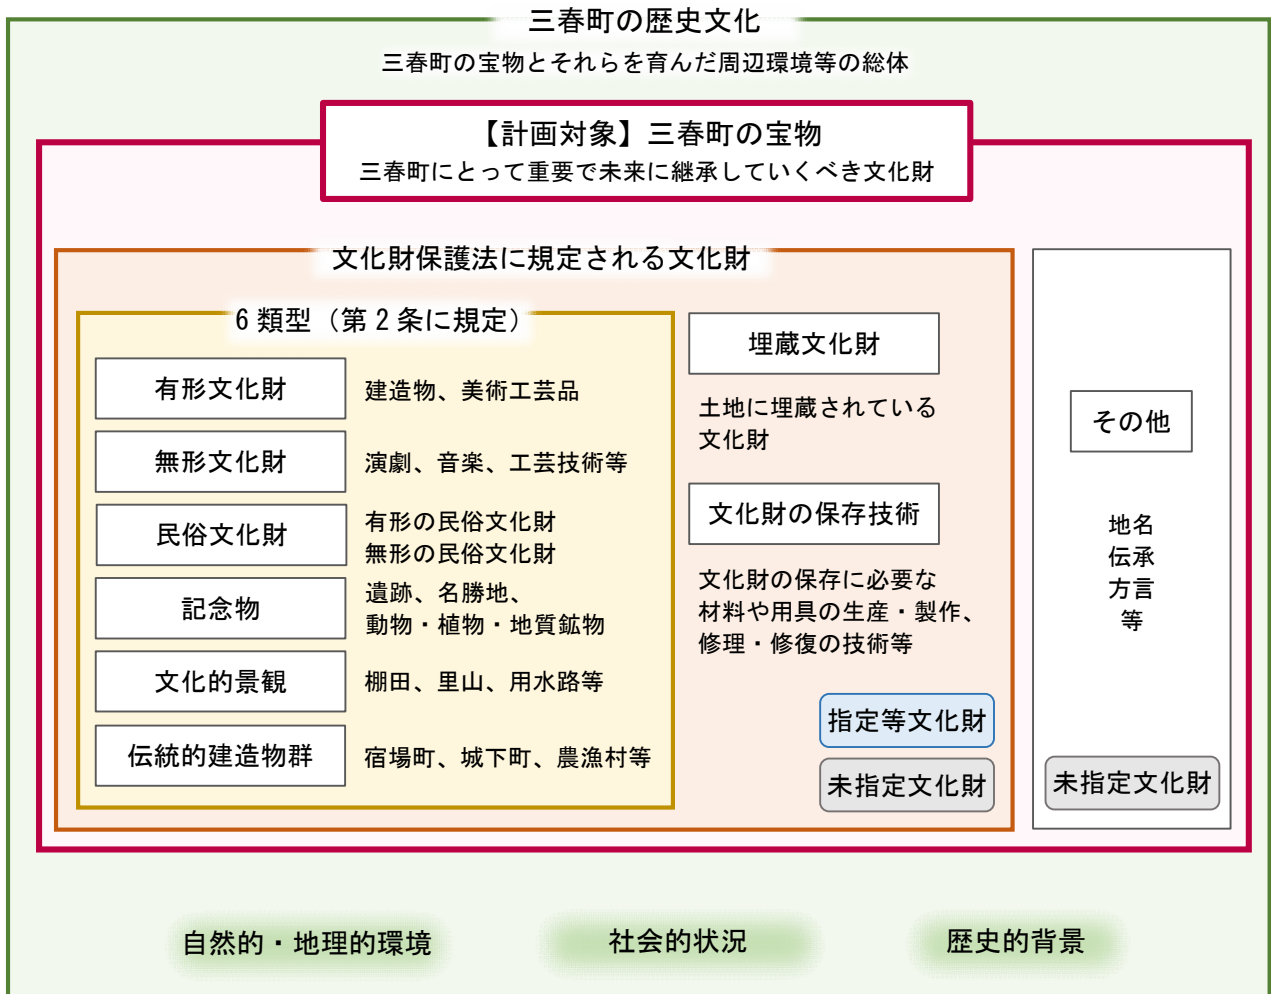 三春町の歴史文化
三春町の宝物とそれらを育んだ周辺環境等の総体
【計画対象】三春町の宝物
三春町にとって重要で未来に継承していくべき文化財
文化財保護法に規定される文化財
6類型（第2条に規定）
有形文化財
建造物、美術工芸品
無形文化財
演劇、音楽、工芸技術等
民俗文化財
有形の民俗文化財
無形の民俗文化財
記念物
遺跡、名勝地、
動物・植物・地質鉱物
文化的景観
棚田、里山、用水路等
伝統的建造物群
宿場町、城下町、農漁村等
埋蔵文化財
土地に埋蔵されている
文化財
文化財の保存技術
文化財の保存に必要な
材料や用具の生産・製作、
修理・修復の技術等
指定等文化財
未指定文化財
その他
地名
伝承
方言
等
未指定文化財
自然的・地理的環境
社会的状況
歴史的背景